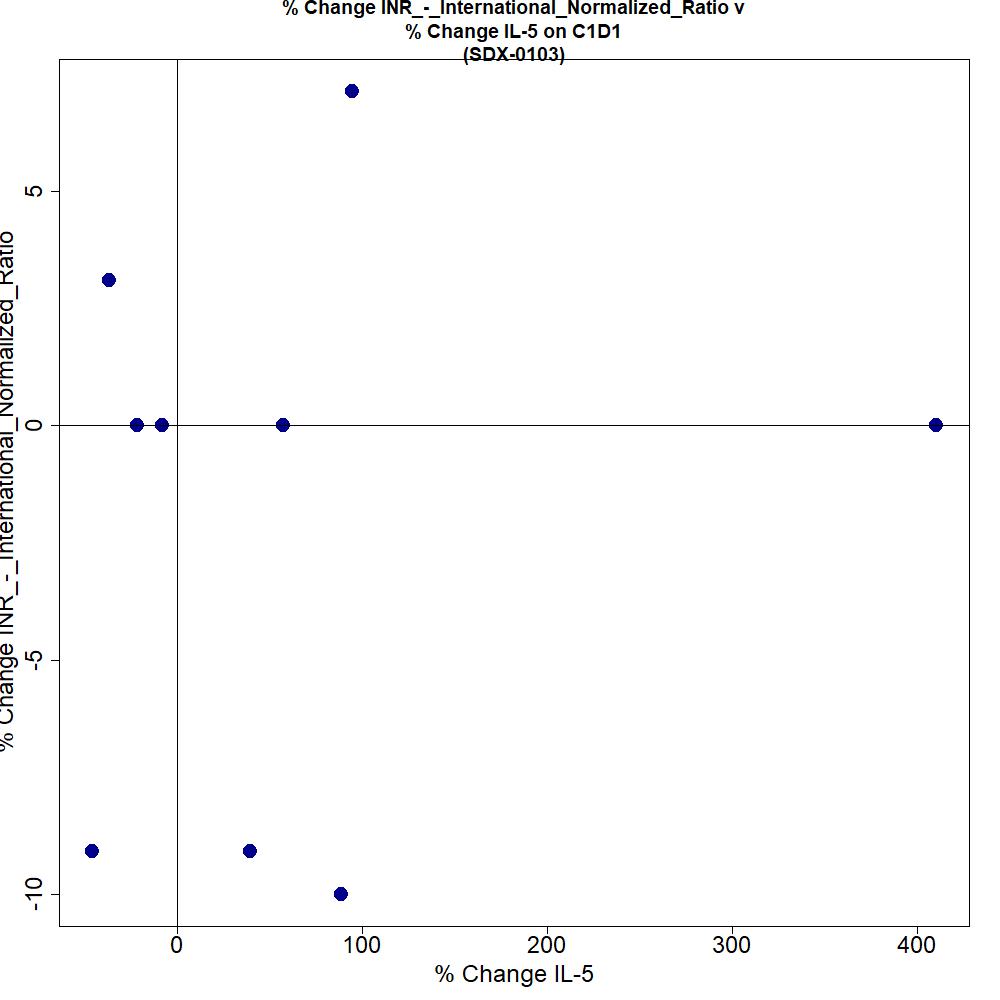 % Change INR_-_International_Normalized_Ratio v
% Change IL-5 on C1D1
(SDX-0103)
% Change INR_-_International_Normalized_Ratio
5
0
-5
-10
0 100 200 300 400
% Change IL-5